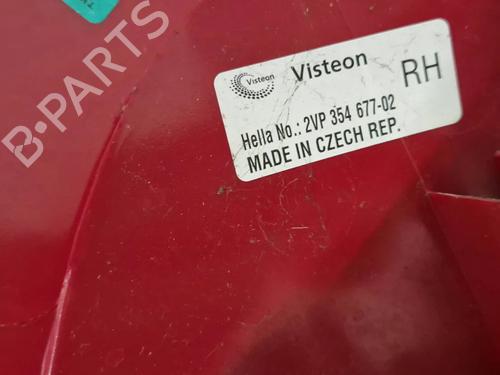 Visteon
Visteon
RH
Hella No.: 2VP 354 677-02
MADE IN CZECH REP.
B-PARTS